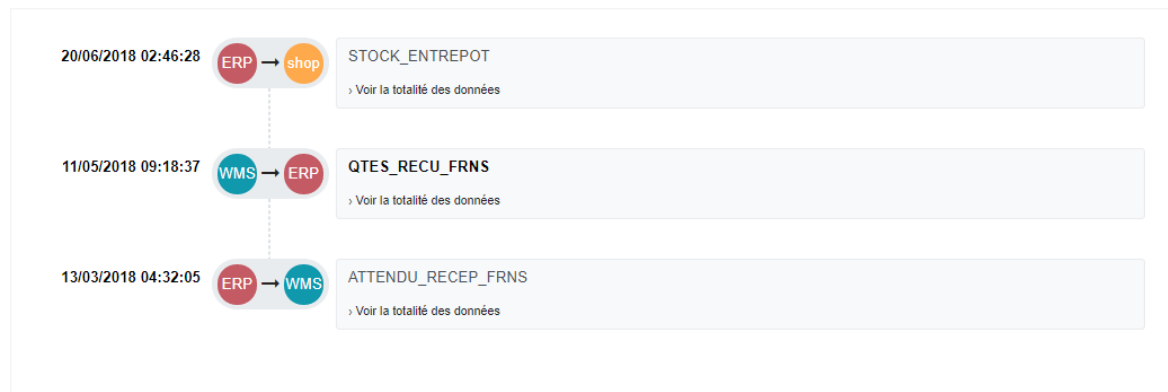 20/06/2018 02:46:28 ERP → shop STOCK_ENTREPOT
› Voir la totalité des données
11/05/2018 09:18:37 WMS → ERP QTES_RECU_FRNS
› Voir la totalité des données
13/03/2018 04:32:05 ERP → WMS ATTENDU_RECEP_FRNS
› Voir la totalité des données